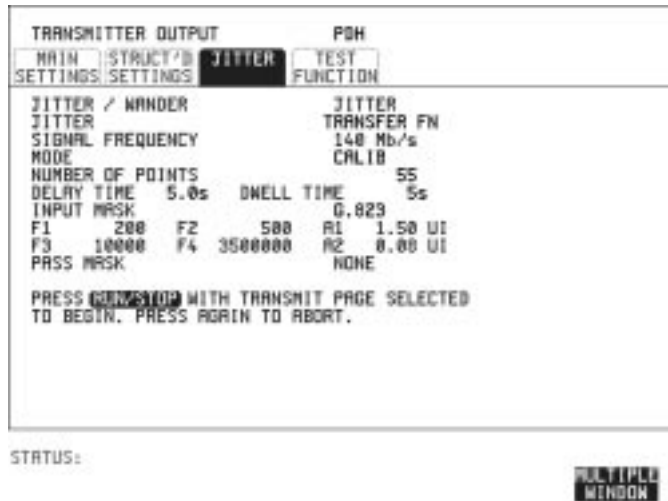 TRANSMITTER OUTPUT PDH
MAIN SETTINGS STRUCT'D SETTINGS JITTER TEST FUNCTION
JITTER / WANDER JITTER
JITTER TRANSFER FN
SIGNAL FREQUENCY 140 Mb/s
MODE CALIB
NUMBER OF POINTS 55
DELAY TIME 5.0s DWELL TIME 5s
INPUT MASK G.823
F1 200 F2 500 A1 1.50 UI
F3 10000 F4 3500000 A2 0.08 UI
PASS MASK NONE
PRESS RUN/STOP WITH TRANSMIT PAGE SELECTED
TO BEGIN. PRESS AGAIN TO ABORT.
STATUS:
MULTIPLE
WINDOW